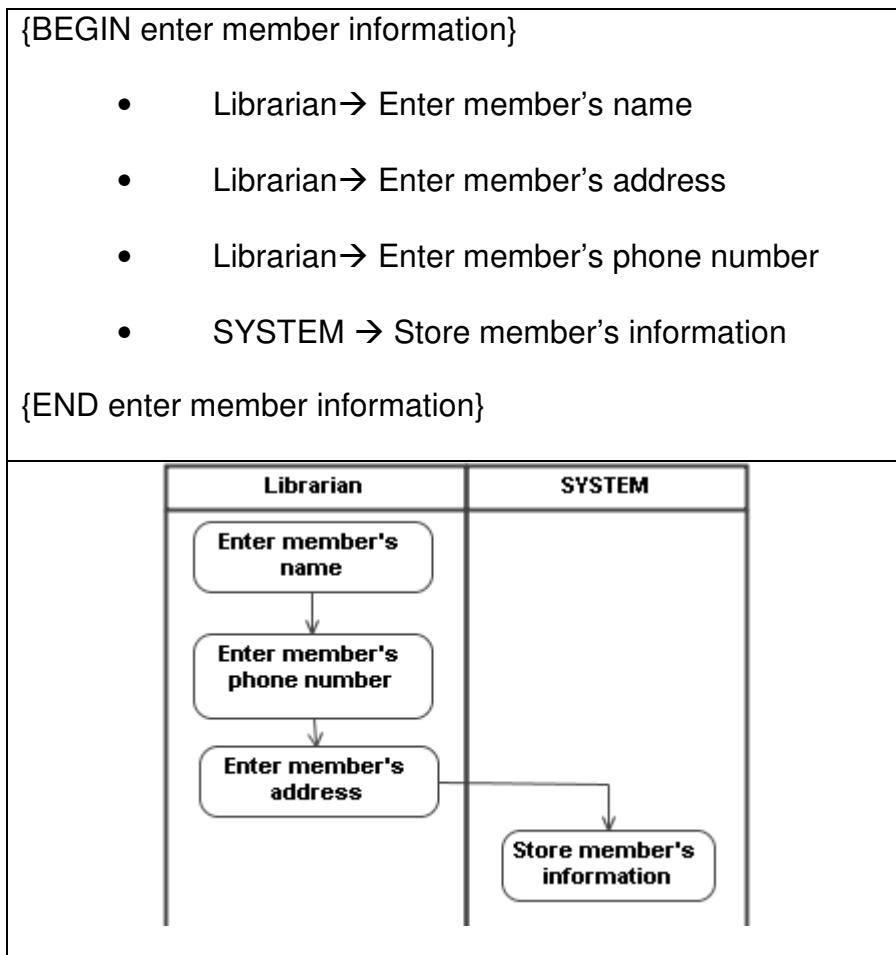 {BEGIN enter member information}
• Librarian→ Enter member’s name
• Librarian→ Enter member’s address
• Librarian→ Enter member’s phone number
• SYSTEM → Store member’s information
{END enter member information}
Librarian
SYSTEM
Enter member's
name
Enter member's
phone number
Enter member's
address
Store member's
information